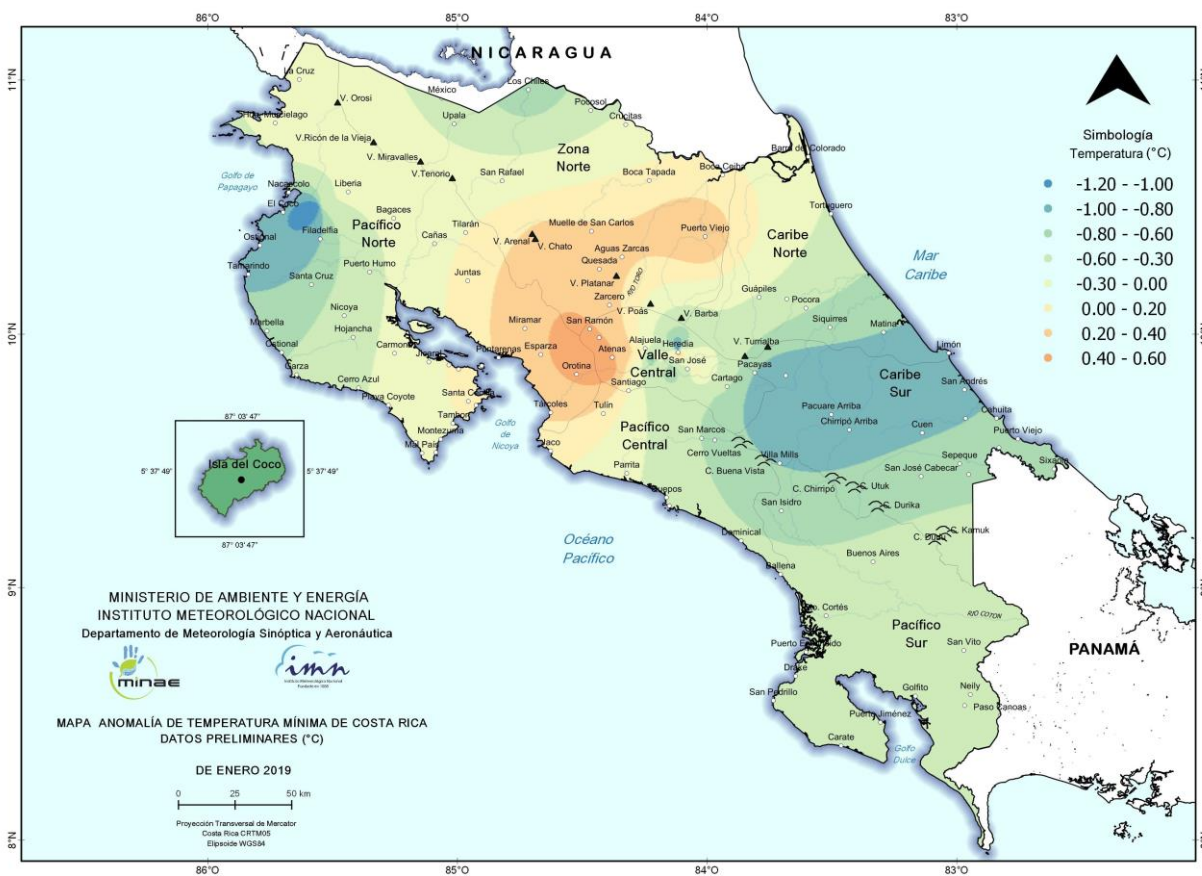 86°O 85°O 84°O 83°O
NICARAGUA
11°N
La Cruz
Los Chiles
México
V. Orosi
Pocosol
Upala
Crucitas
V.Ricón de la Vieja
Zona
Norte
Barra del Colorado
V. Miravalles
Golfo de
Papagayo
V.Tenorio
San Rafael
Boca Tapada
Boca Ceiba
Nacascolo
Liberia
El Coco
Bagaces
Tortuguero
Pacífico
Norte
Tilarán
Muelle de San Carlos
Filadelfia
Cañas
V. Arenal
V. Chato
Puerto Viejo
Caribe
Norte
Ostional
Aguas Zarcas
Mar
Caribe
Tamarindo
Puerto Humo
Juntas
Quesada
Santa Cruz
V. Platanar
RIO TORO
Guápiles
Zarcero
Pocora
Nicoya
V. Poás
V. Barba
Marbella
Miramar
San Ramón
Siquirres
Matina
10°N
Hojancha
Ostional
Alajuela
Heredia
V. Turrialba
Limón
Carmona
Puntarenas
Esparza
Atenas
Valle
Central
San José
Pacayas
Garza
Orotina
Caribe
Sur
Cerro Azul
Santiago
Cartago
San Andrés
Playa Coyote
Tárcoles
Tulín
Pacuare Arriba
Cahuita
Chirripó Arriba
Cuen
Puerto Viejo
Montezuma
Golfo
de
Nicoya
Pacífico
Central
San Marcos
Mal País
Cerro Vueltas
Villa Mills
Sepeque
Sixaola
C. Buena Vista
San José Cabecar
Parrita
C. Chirripó
C. Utuk
Quepos
San Isidro
C. Durika
Océano
Pacífico
Dominical
C. Kamuk
Buenos Aires
Ballena
9°N
RIO COTON
Pacífico
Sur
San Vito
PANAMÁ
Drake
San Pedrillo
Golfito
Neily
Puerto Jiménez
Paso Canoas
Carate
Golfo
Dulce
8°N
86°O 85°O 84°O 83°O
Simbología
Temperatura (°C)
-1.20 - -1.00
-1.00 - -0.80
-0.80 - -0.60
-0.60 - -0.30
-0.30 - 0.00
0.00 - 0.20
0.20 - 0.40
0.40 - 0.60
87° 03' 47"
Isla del Coco
5° 37' 49" 5° 37' 49"
87° 03' 47"
MINISTERIO DE AMBIENTE Y ENERGÍA
INSTITUTO METEOROLÓGICO NACIONAL
Departamento de Meteorología Sinóptica y Aeronáutica
minae
imn
Instituto Meteorológico Nacional
MAPA ANOMALÍA DE TEMPERATURA MÍNIMA DE COSTA RICA
DATOS PRELIMINARES (°C)
DE ENERO 2019
0 25 50 km
Proyección Transversal de Mercator
Costa Rica CRTM05
Elipsoide WGS84